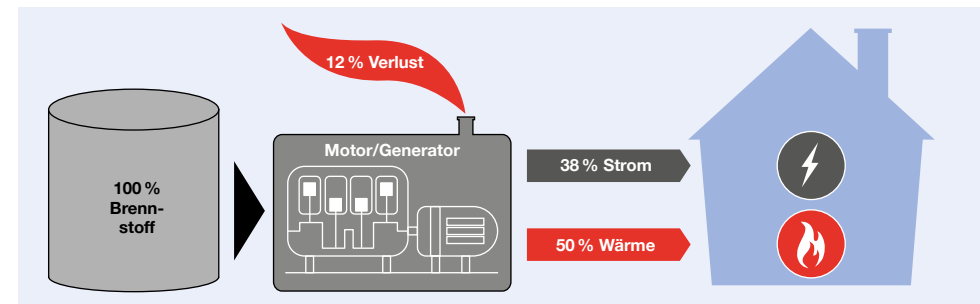 12 % Verlust
Motor/Generator
100 %
Brenn-
stoff
38 % Strom
50 % Wärme